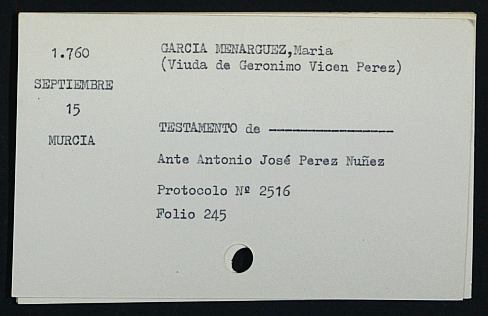 1.760
SEPTIEMBRE
15
MURCIA
GARCIA MENARGUEZ,Maria
(Viuda de Geronimo Vicen Perez)
TESTAMENTO de ------------------
Ante Antonio José Perez Nuñez
Protocolo Nº 2516
Folio 245